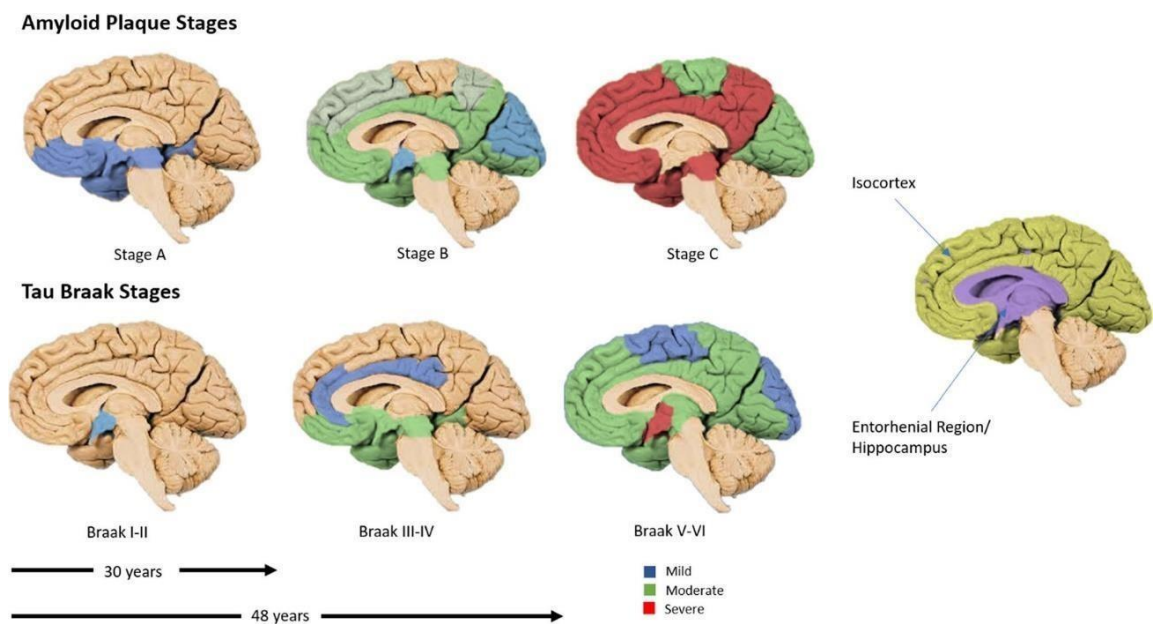 Amyloid Plaque Stages
Stage A
Stage B
Stage C
Isocortex
Tau Braak Stages
Entorhenial Region/
Hippocampus
Braak I-II
Braak III-IV
Braak V-VI
30 years
48 years
Mild
Moderate
Severe